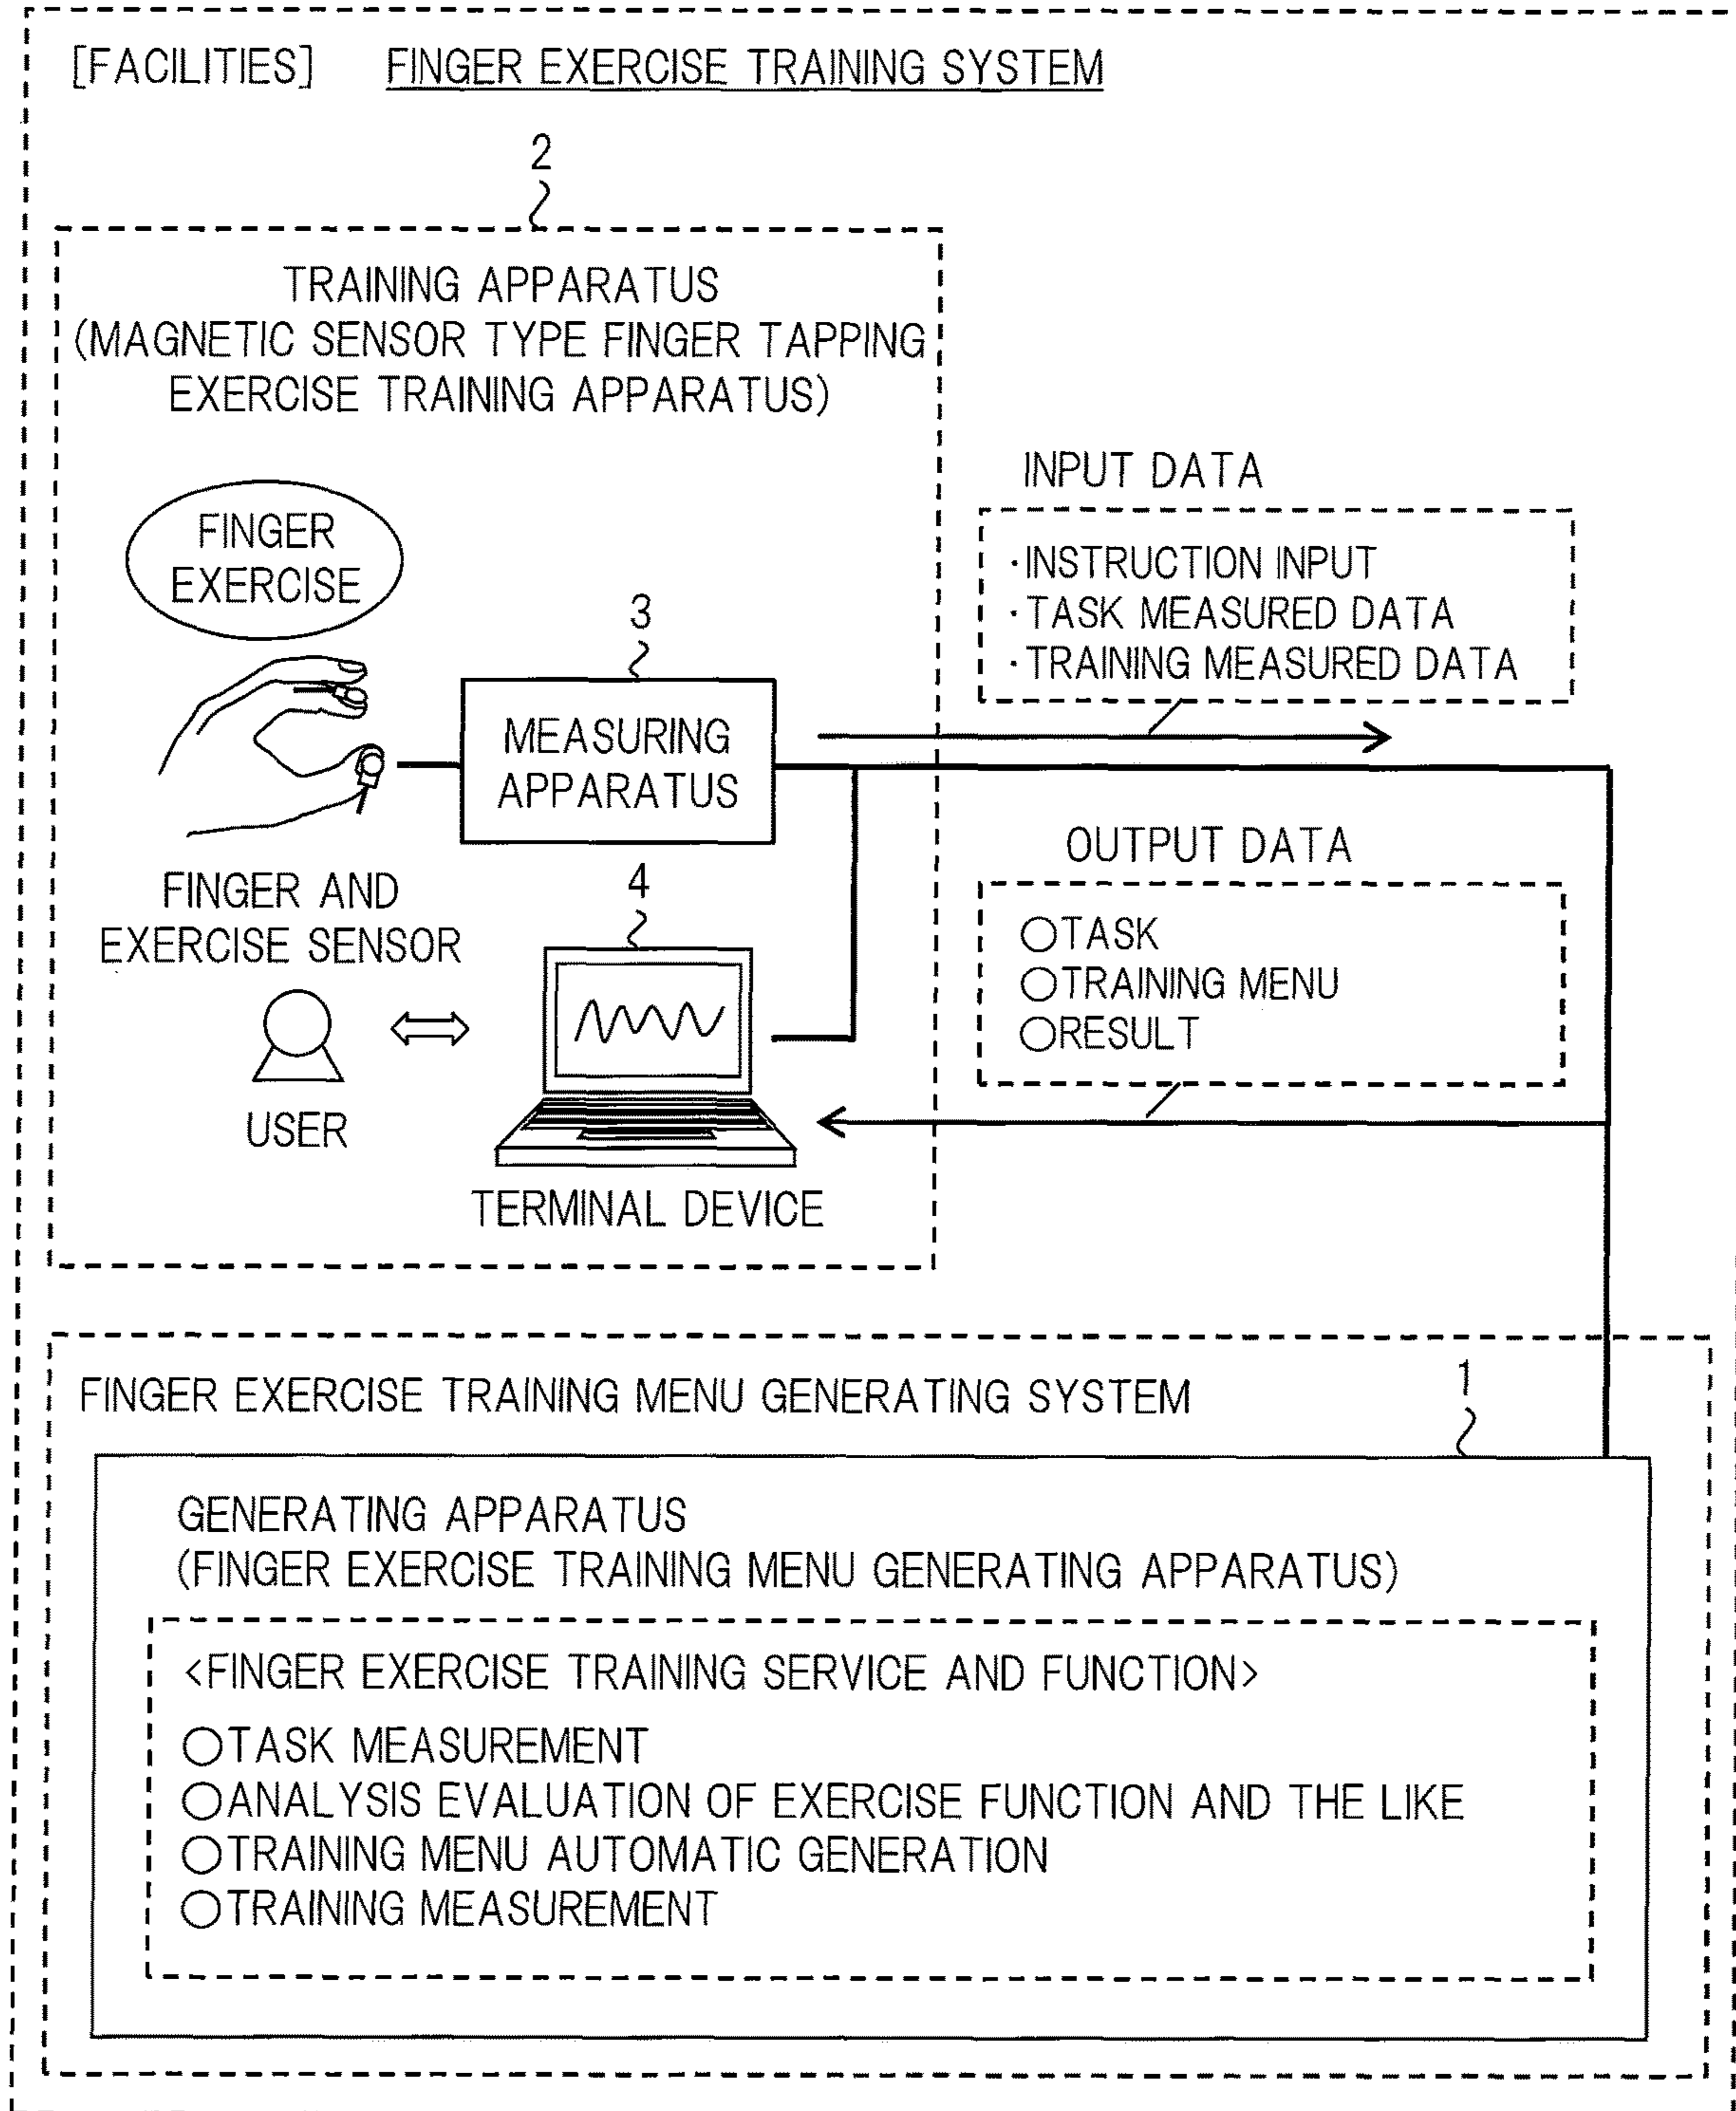 [FACILITIES] FINGER EXERCISE TRAINING SYSTEM
2
TRAINING APPARATUS
(MAGNETIC SENSOR TYPE FINGER TAPPING
EXERCISE TRAINING APPARATUS)
FINGER
EXERCISE
3
MEASURING
APPARATUS
FINGER AND
EXERCISE SENSOR
4
USER
TERMINAL DEVICE
INPUT DATA
·INSTRUCTION INPUT
·TASK MEASURED DATA
·TRAINING MEASURED DATA
OUTPUT DATA
○TASK
○TRAINING MENU
○RESULT
FINGER EXERCISE TRAINING MENU GENERATING SYSTEM
1
GENERATING APPARATUS
(FINGER EXERCISE TRAINING MENU GENERATING APPARATUS)
<FINGER EXERCISE TRAINING SERVICE AND FUNCTION>
○TASK MEASUREMENT
○ANALYSIS EVALUATION OF EXERCISE FUNCTION AND THE LIKE
○TRAINING MENU AUTOMATIC GENERATION
○TRAINING MEASUREMENT